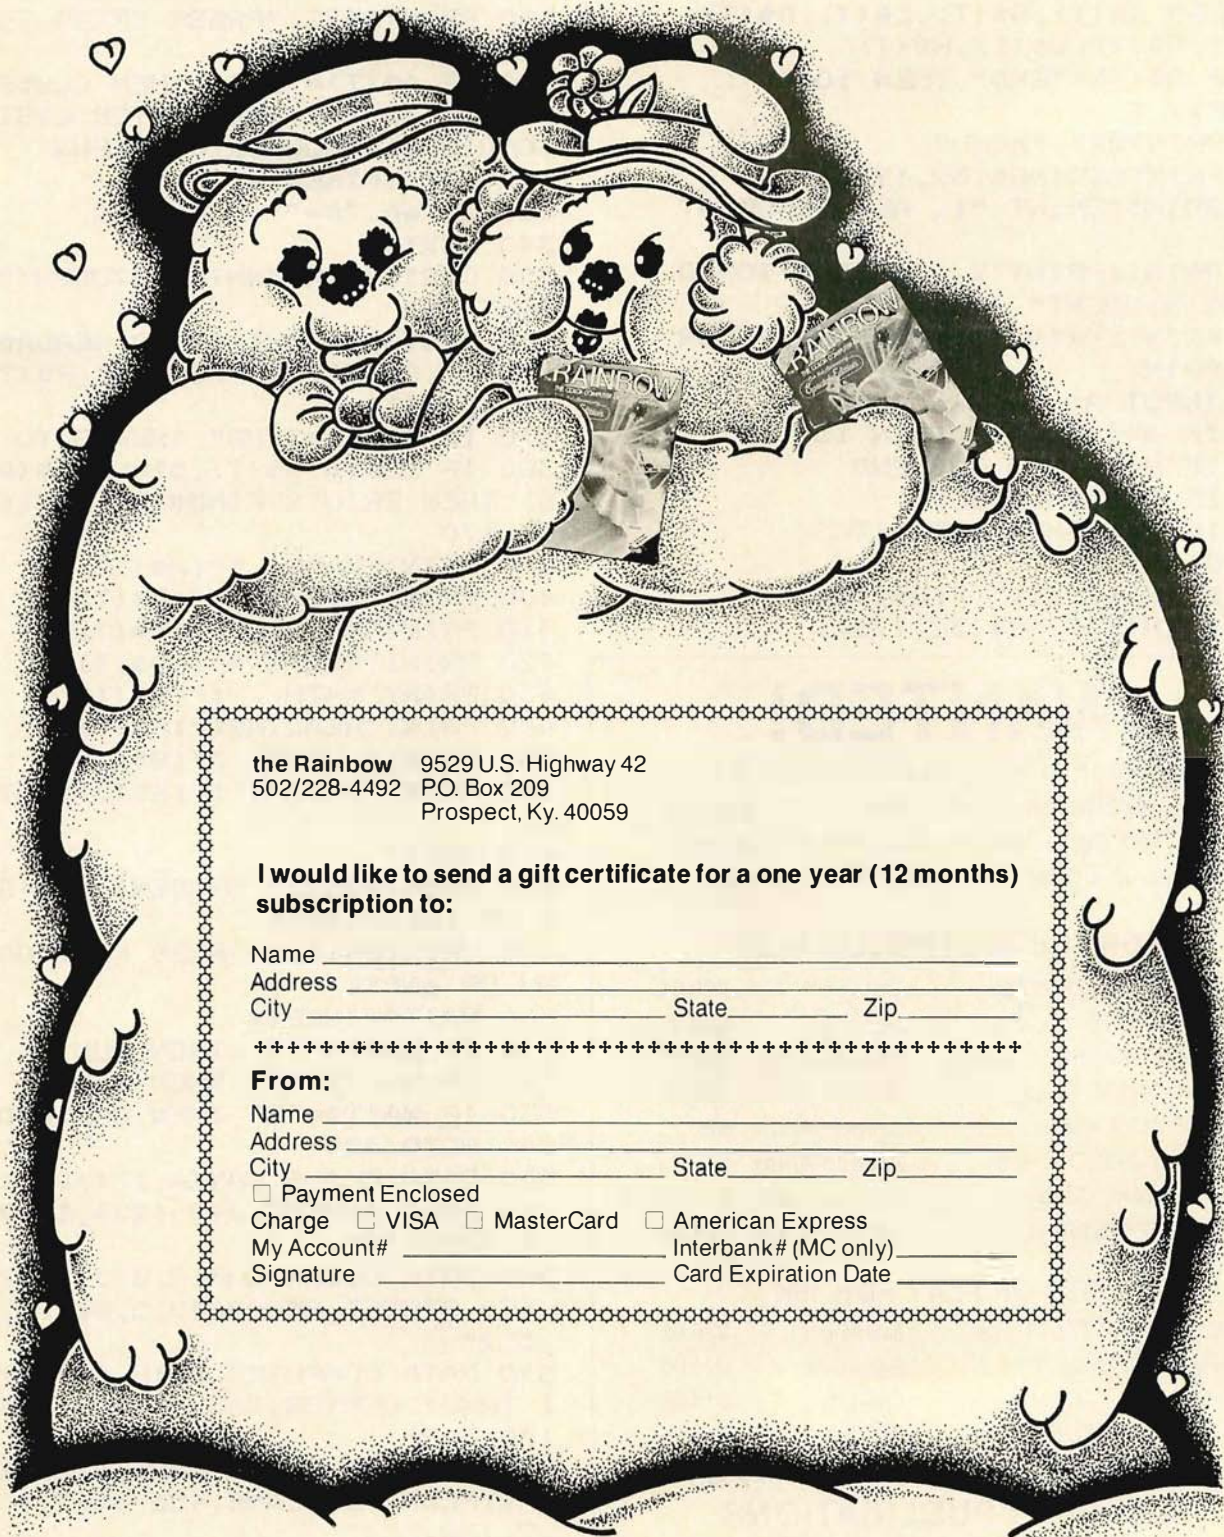 RAINBOW
RAINBOW
the Rainbow 9529 U.S. Highway 42
502/228-4492 P.O. Box 209
Prospect, Ky. 40059
I would like to send a gift certificate for a one year (12 months)
subscription to:
Name
Address
City State Zip
From:
Name
Address
City State Zip
☐ Payment Enclosed
Charge ☐ VISA ☐ MasterCard ☐ American Express
My Account# Interbank# (MC only)
Signature Card Expiration Date